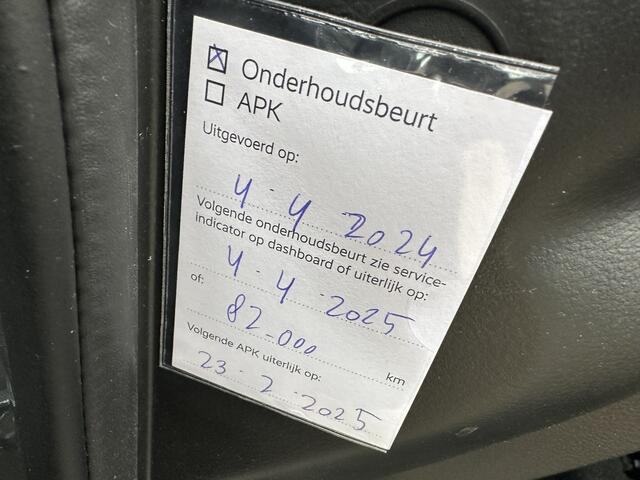 Onderhoudsbeurt
APK
Uitgevoerd op:
4-4 2024
Volgende onderhoudsbeurt zie service-
indicator op dashboard of uiterlijk op:
4-4-2025
of: 82-000 km
Volgende APK uiterlijk op:
23-2-2025